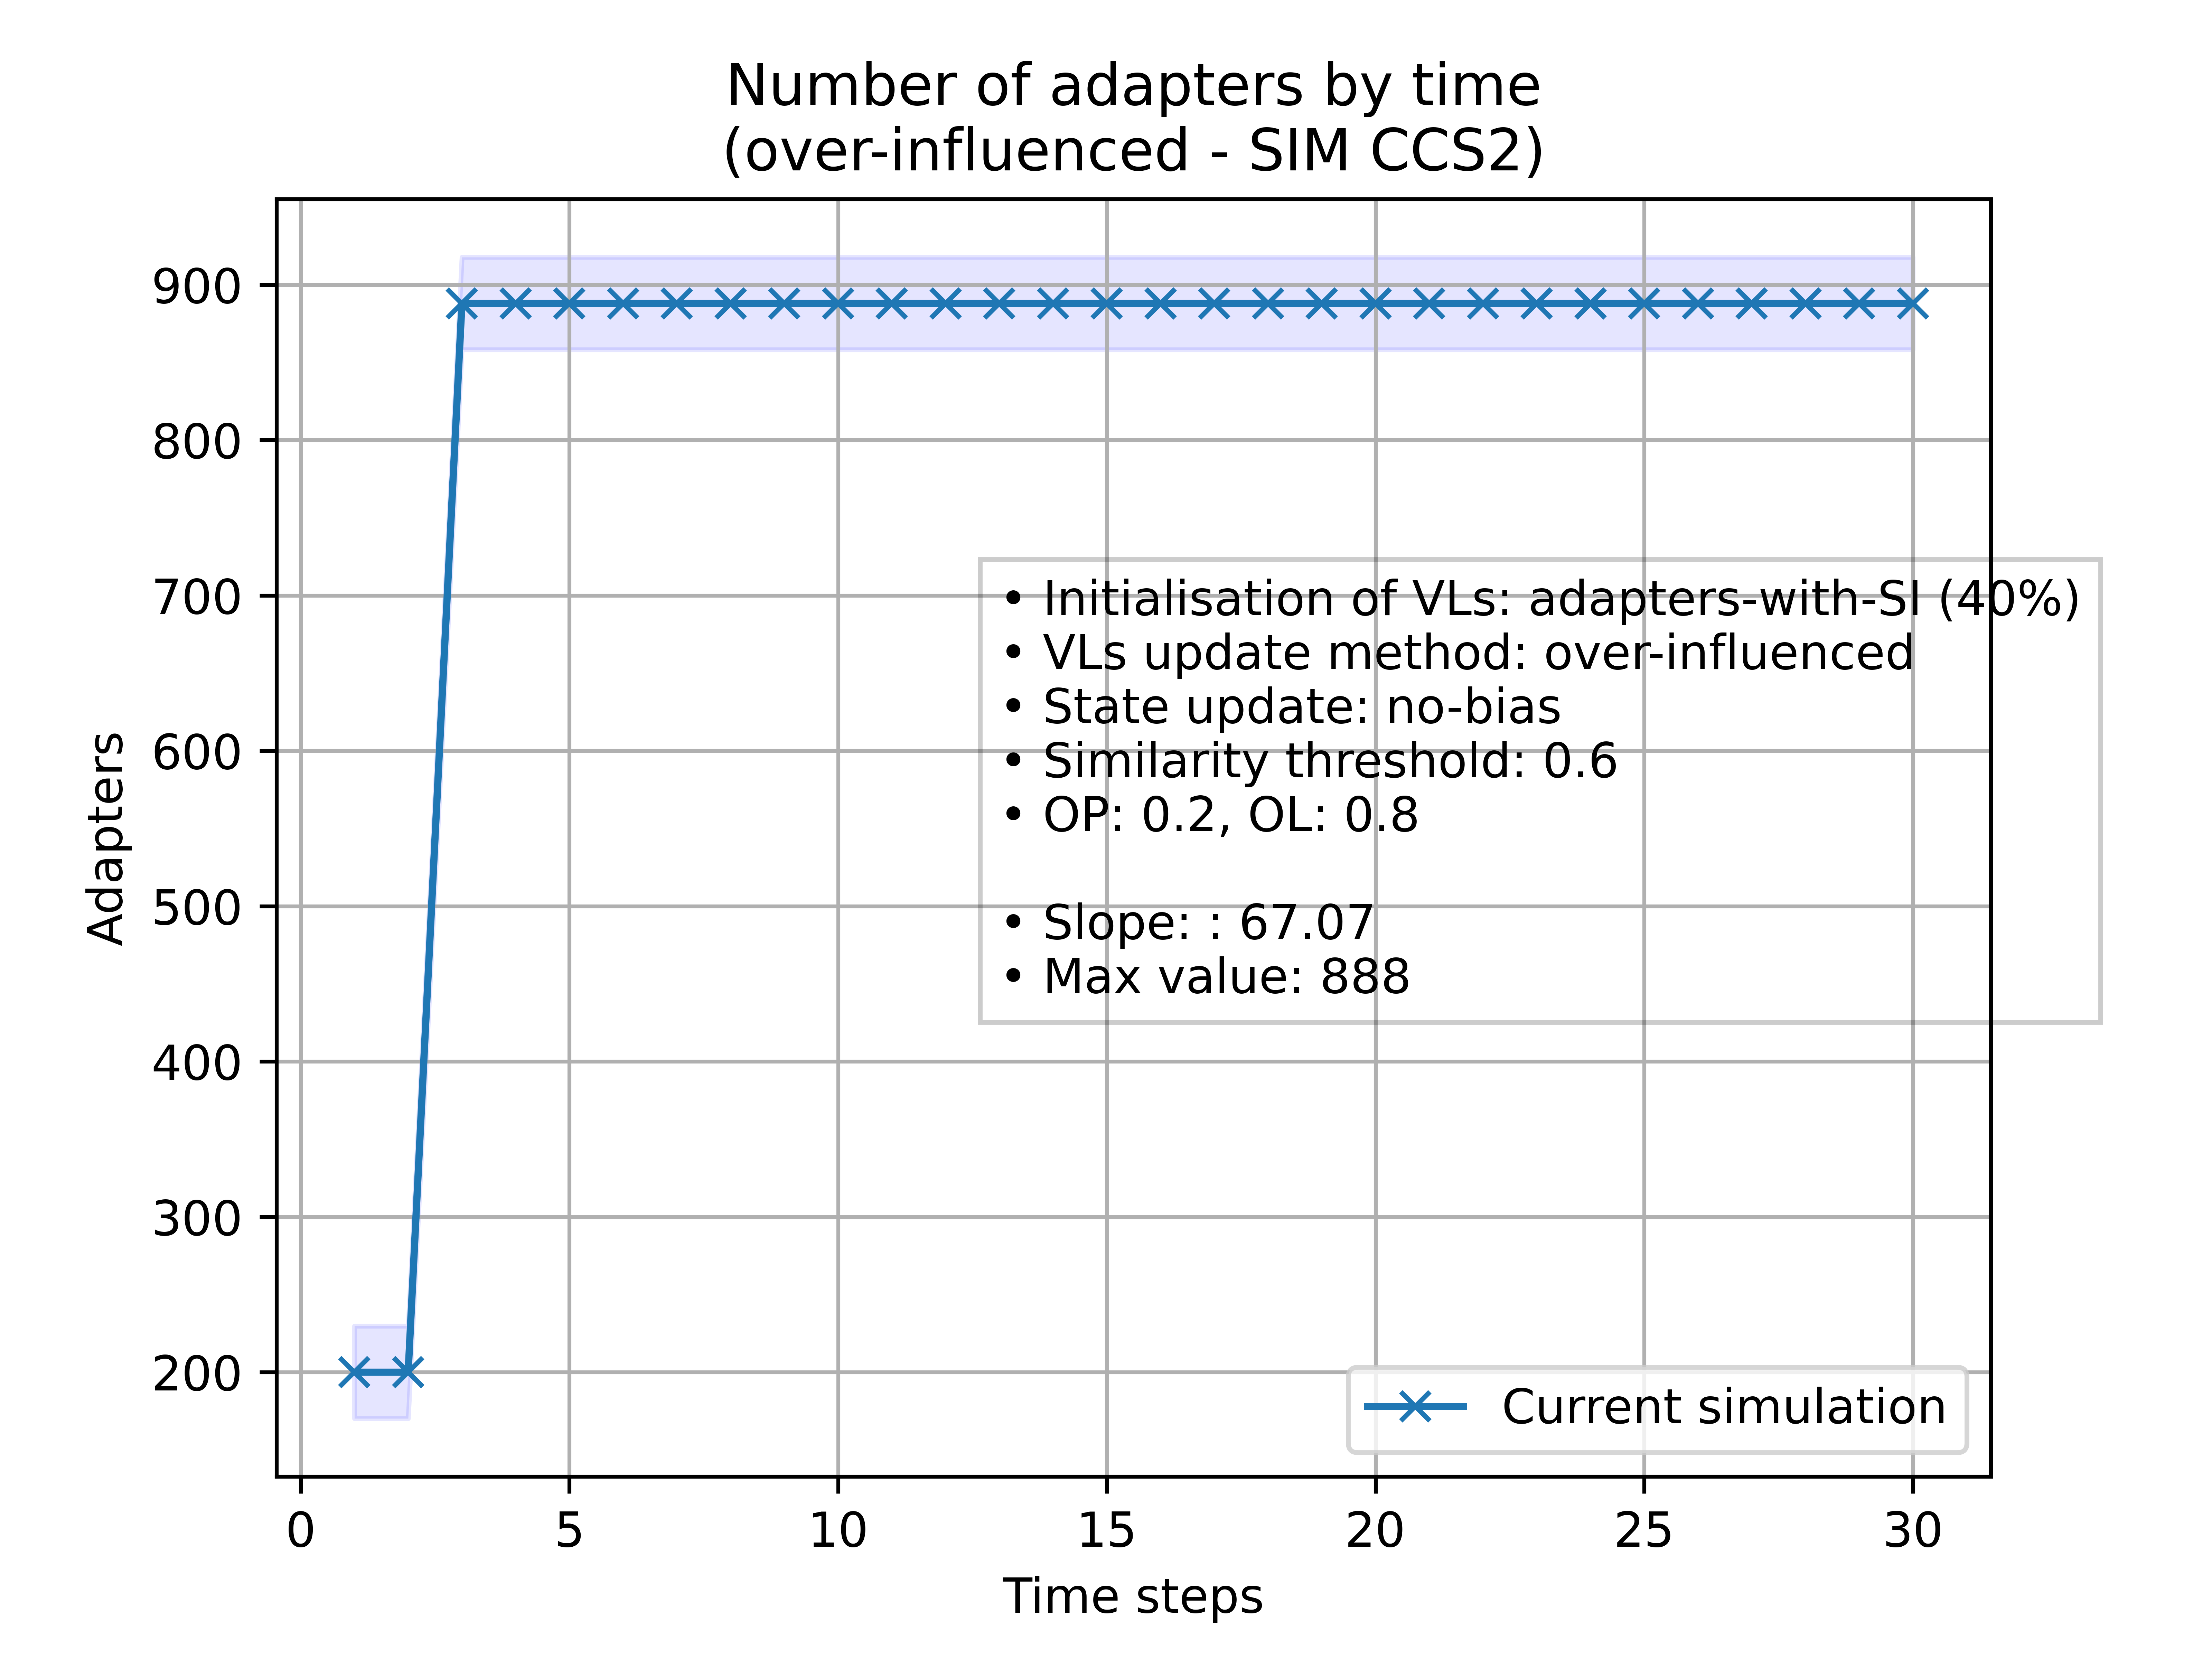 Number of adapters by time
(over-influenced - SIM CCS2)
900
800
700
600
500
400
300
200
Adapters
• Initialisation of VLs: adapters-with-SI (40%)
• VLs update method: over-influenced
• State update: no-bias
• Similarity threshold: 0.6
• OP: 0.2, OL: 0.8
• Slope: : 67.07
• Max value: 888
Current simulation
0 5 10 15 20 25 30
Time steps